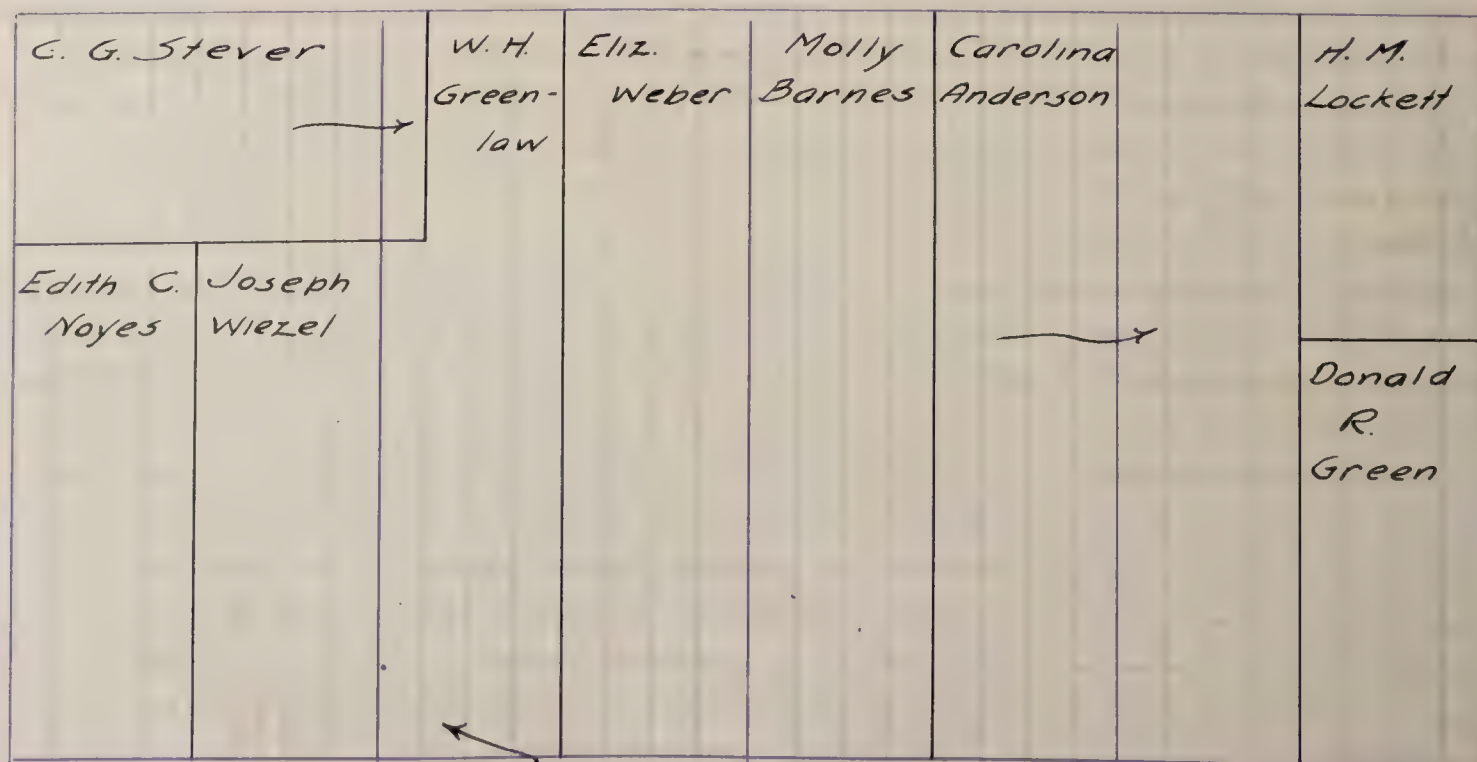 C. G. Stever
W. H.
Green-
law
Eliz.
Weber
Molly
Barnes
Carolina
Anderson
H. M.
Lockett
Edith C.
Noyes
Joseph
Wiezel
Donald
R.
Green